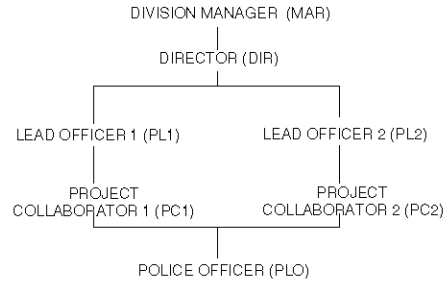 DIVISION MANAGER (MAR)
DIRECTOR (DIR)
LEAD OFFICER 1 (PL1)
LEAD OFFICER 2 (PL2)
PROJECT
COLLABORATOR 1 (PC1)
PROJECT
COLLABORATOR 2 (PC2)
POLICE OFFICER (PLO)